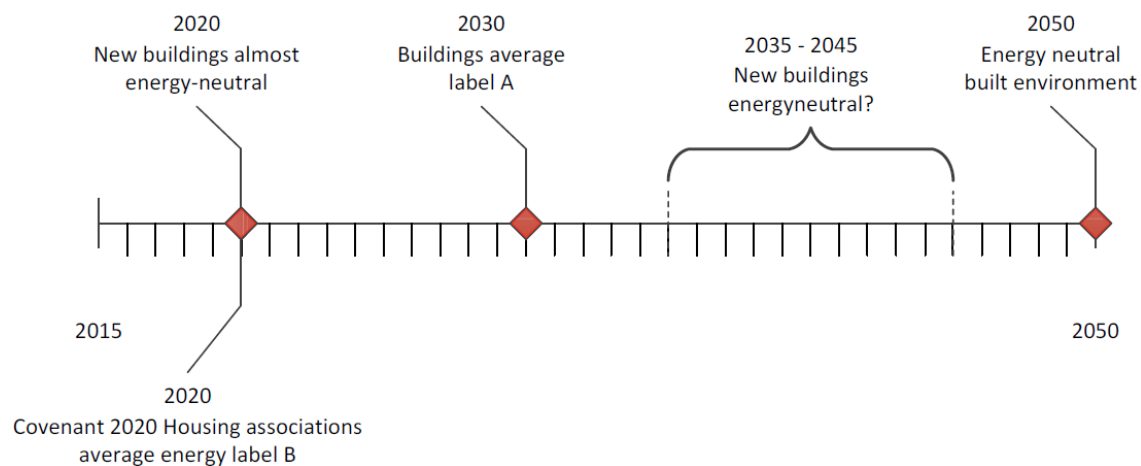 2020
New buildings almost
energy-neutral
2030
Buildings average
label A
2035 - 2045
New buildings
energyneutral?
2050
Energy neutral
built environment
2015
2050
2020
Covenant 2020 Housing associations
average energy label B